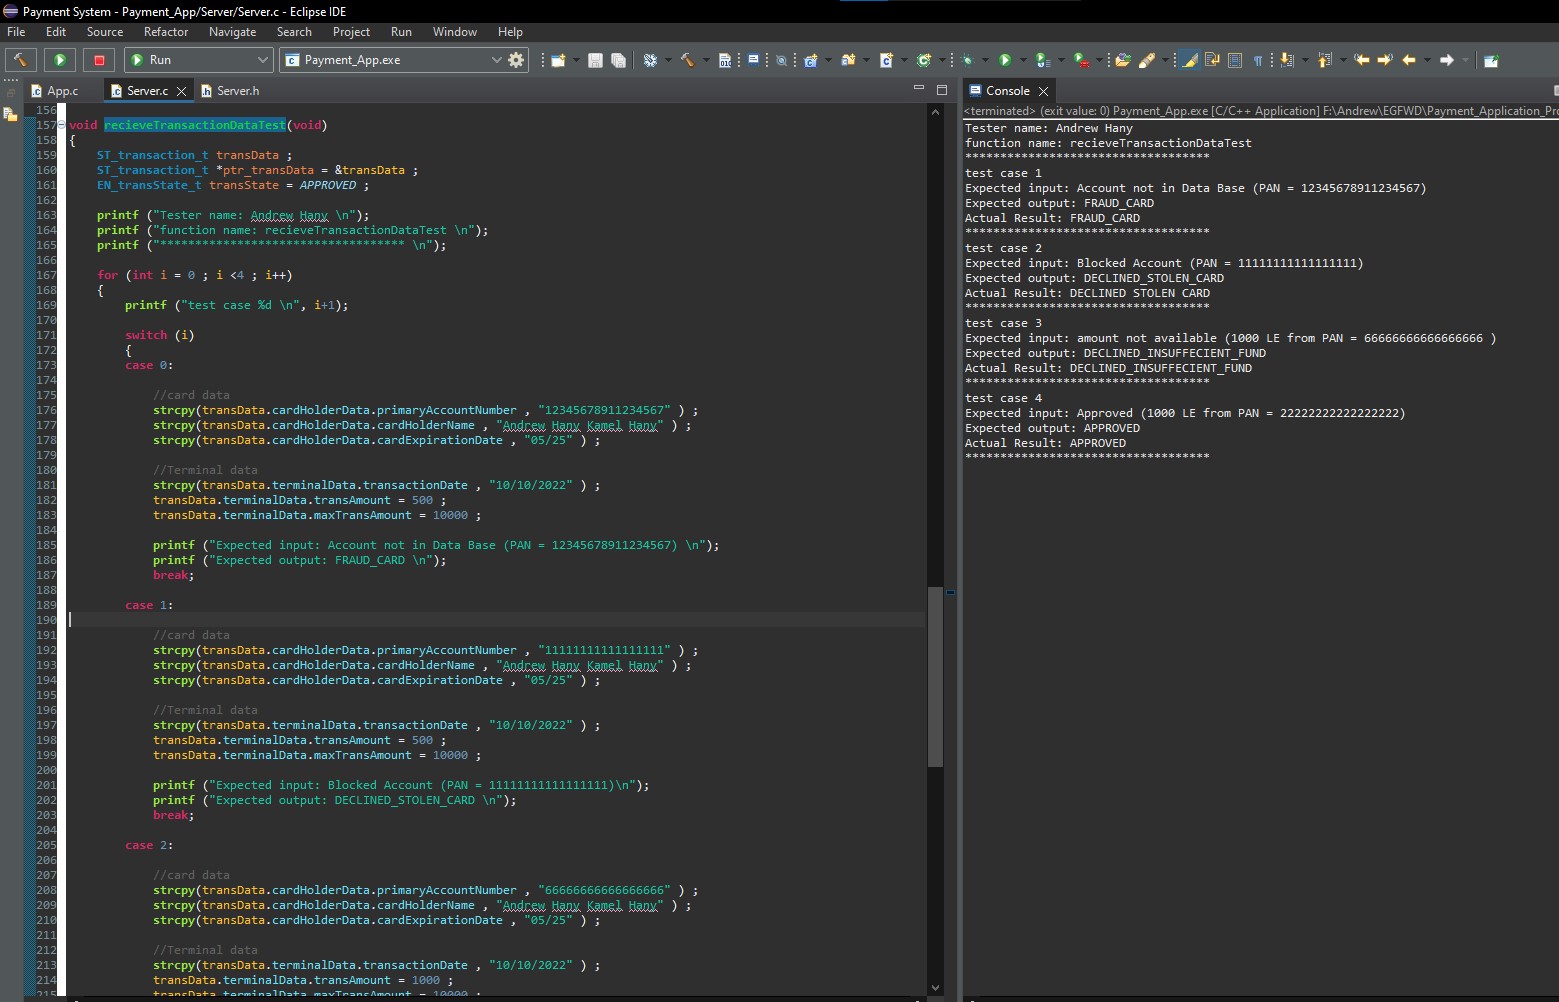 Payment System - Payment_App/Server/Server.c - Eclipse IDE
File Edit Source Refactor Navigate Search Project Run Window Help
Run Payment_App.exe
App.c Server.c Server.h
156
157 void recieveTransactionDataTest(void)
158 {
159 ST_transaction_t transData ;
160 ST_transaction_t *ptr_transData = &transData ;
161 EN_transState_t transState = APPROVED ;
162
163 printf ("Tester name: Andrew Hany \n");
164 printf ("function name: recieveTransactionDataTest \n");
165 printf ("*********************************** \n");
166
167 for (int i = 0 ; i <4 ; i++)
168 {
169 printf ("test case %d \n", i+1);
170
171 switch (i)
172 {
173 case 0:
174
175 //card data
176 strcpy(transData.cardHolderData.primaryAccountNumber , "12345678911234567" ) ;
177 strcpy(transData.cardHolderData.cardHolderName , "Andrew Hany Kamel Hany" ) ;
178 strcpy(transData.cardHolderData.cardExpirationDate , "05/25" ) ;
179
180 //Terminal data
181 strcpy(transData.terminalData.transactionDate , "10/10/2022" ) ;
182 transData.terminalData.transAmount = 500 ;
183 transData.terminalData.maxTransAmount = 10000 ;
184
185 printf ("Expected input: Account not in Data Base (PAN = 12345678911234567) \n");
186 printf ("Expected output: FRAUD_CARD \n");
187 break;
188
189 case 1:
190
191 //card data
192 strcpy(transData.cardHolderData.primaryAccountNumber , "11111111111111111" ) ;
193 strcpy(transData.cardHolderData.cardHolderName , "Andrew Hany Kamel Hany" ) ;
194 strcpy(transData.cardHolderData.cardExpirationDate , "05/25" ) ;
195
196 //Terminal data
197 strcpy(transData.terminalData.transactionDate , "10/10/2022" ) ;
198 transData.terminalData.transAmount = 500 ;
199 transData.terminalData.maxTransAmount = 10000 ;
200
201 printf ("Expected input: Blocked Account (PAN = 11111111111111111)\n");
202 printf ("Expected output: DECLINED_STOLEN_CARD \n");
203 break;
204
205 case 2:
206
207 //card data
208 strcpy(transData.cardHolderData.primaryAccountNumber , "66666666666666666" ) ;
209 strcpy(transData.cardHolderData.cardHolderName , "Andrew Hany Kamel Hany" ) ;
210 strcpy(transData.cardHolderData.cardExpirationDate , "05/25" ) ;
211
212 //Terminal data
213 strcpy(transData.terminalData.transactionDate , "10/10/2022" ) ;
214 transData.terminalData.transAmount = 1000 ;
215 transData.terminalData.maxTransAmount = 10000 ;
Console
<terminated> (exit value: 0) Payment_App.exe [C/C++ Application] F:\Andrew\EGFWD\Payment_Application_Pro
Tester name: Andrew Hany
function name: recieveTransactionDataTest
***********************************
test case 1
Expected input: Account not in Data Base (PAN = 12345678911234567)
Expected output: FRAUD_CARD
Actual Result: FRAUD_CARD
***********************************
test case 2
Expected input: Blocked Account (PAN = 11111111111111111)
Expected output: DECLINED_STOLEN_CARD
Actual Result: DECLINED STOLEN CARD
***********************************
test case 3
Expected input: amount not available (1000 LE from PAN = 66666666666666666 )
Expected output: DECLINED_INSUFFECIENT_FUND
Actual Result: DECLINED_INSUFFECIENT_FUND
***********************************
test case 4
Expected input: Approved (1000 LE from PAN = 22222222222222222)
Expected output: APPROVED
Actual Result: APPROVED
***********************************